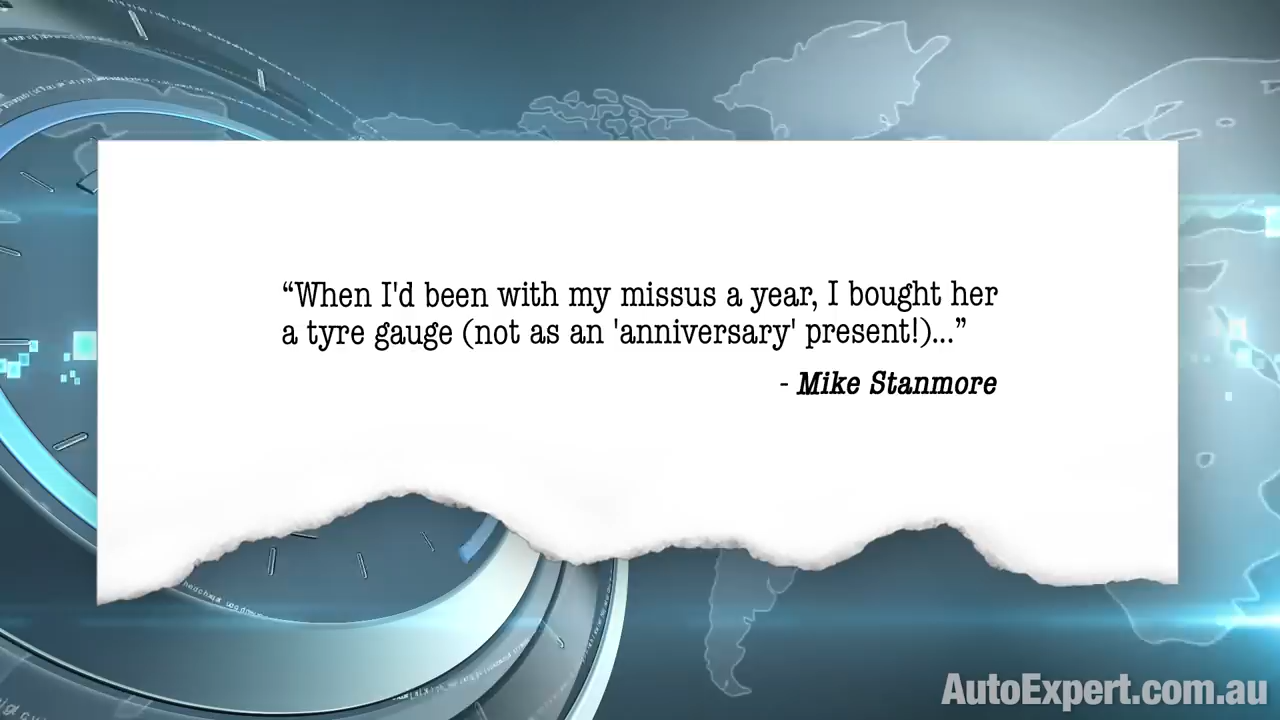 “When I'd been with my missus a year, I bought her
a tyre gauge (not as an 'anniversary' present!)...”
- Mike Stanmore
AutoExpert.com.au